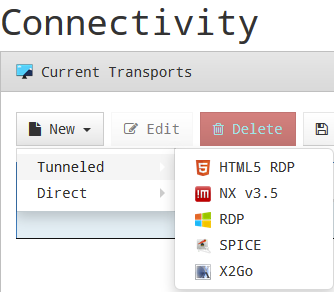 Connectivity
Current Transports
New Edit Delete
Tunneled
Direct
HTML5 RDP
NX v3.5
RDP
SPICE
X2Go